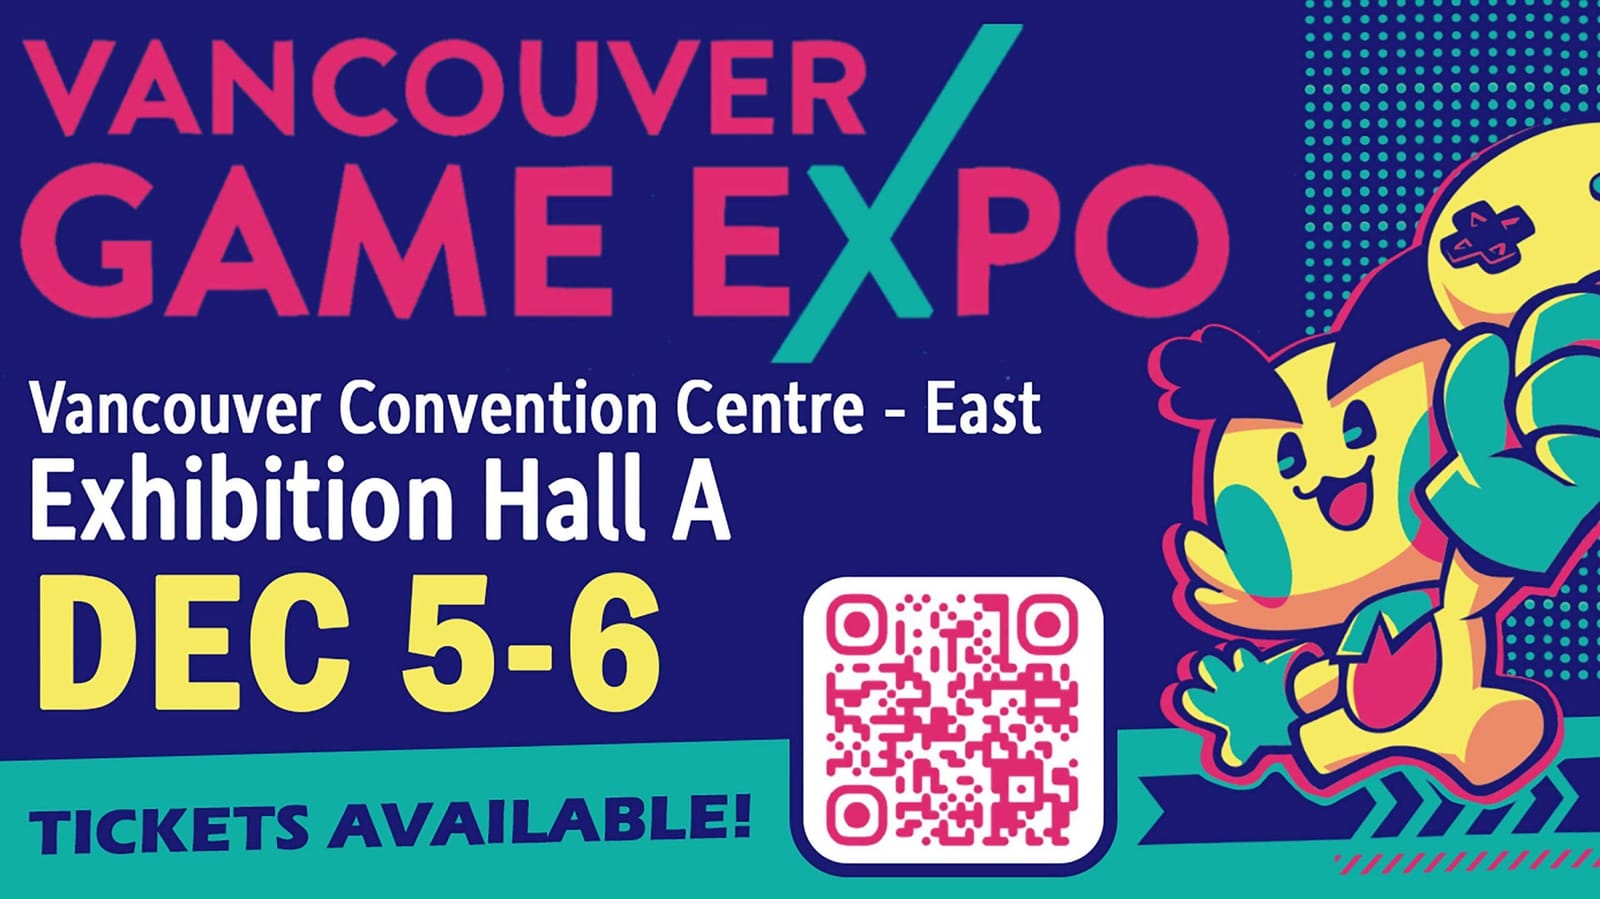 VANCOUVER
GAME EXPO
Vancouver Convention Centre - East
Exhibition Hall A
DEC 5-6
TICKETS AVAILABLE!